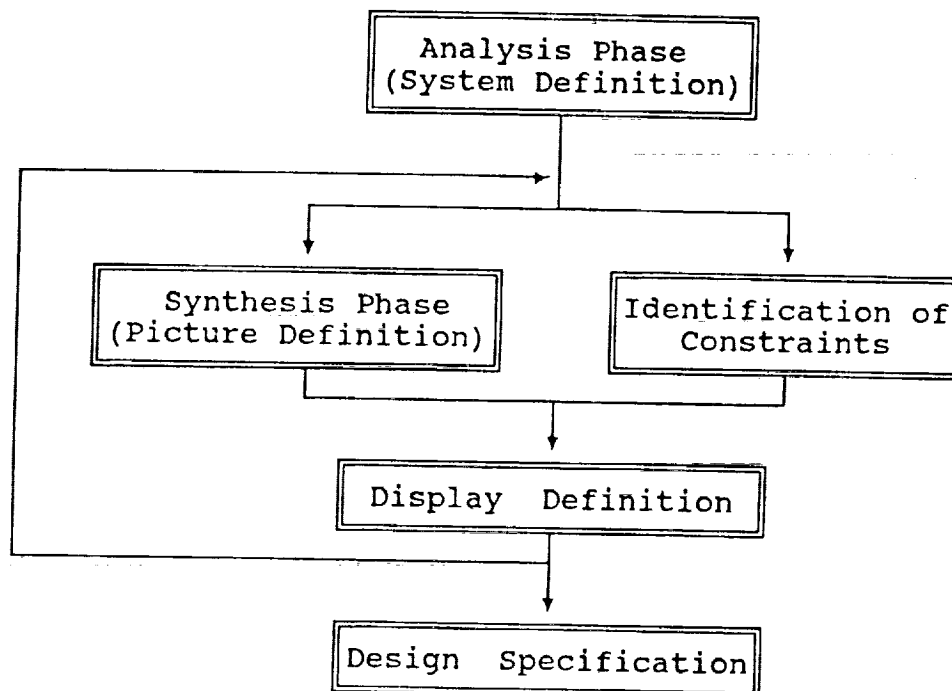 Analysis Phase
(System Definition)
Synthesis Phase
(Picture Definition)
Identification of
Constraints
Display Definition
Design Specification